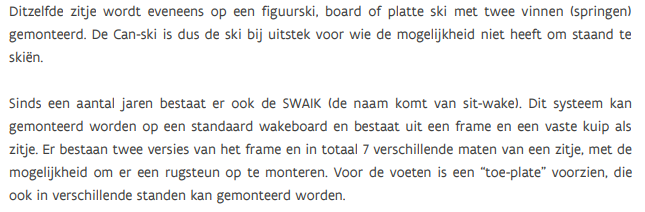 Ditzelfde zitje wordt eveneens op een figuurski, board of platte ski met twee vinnen (springen)
gemonteerd. De Can-ski is dus de ski bij uitstek voor wie de mogelijkheid niet heeft om staand te
skiën.
Sinds een aantal jaren bestaat er ook de SWAIK (de naam komt van sit-wake). Dit systeem kan
gemonteerd worden op een standaard wakeboard en bestaat uit een frame en een vaste kuip als
zitje. Er bestaan twee versies van het frame en in totaal 7 verschillende maten van een zitje, met de
mogelijkheid om er een rugsteun op te monteren. Voor de voeten is een “toe-plate” voorzien, die
ook in verschillende standen kan gemonteerd worden.